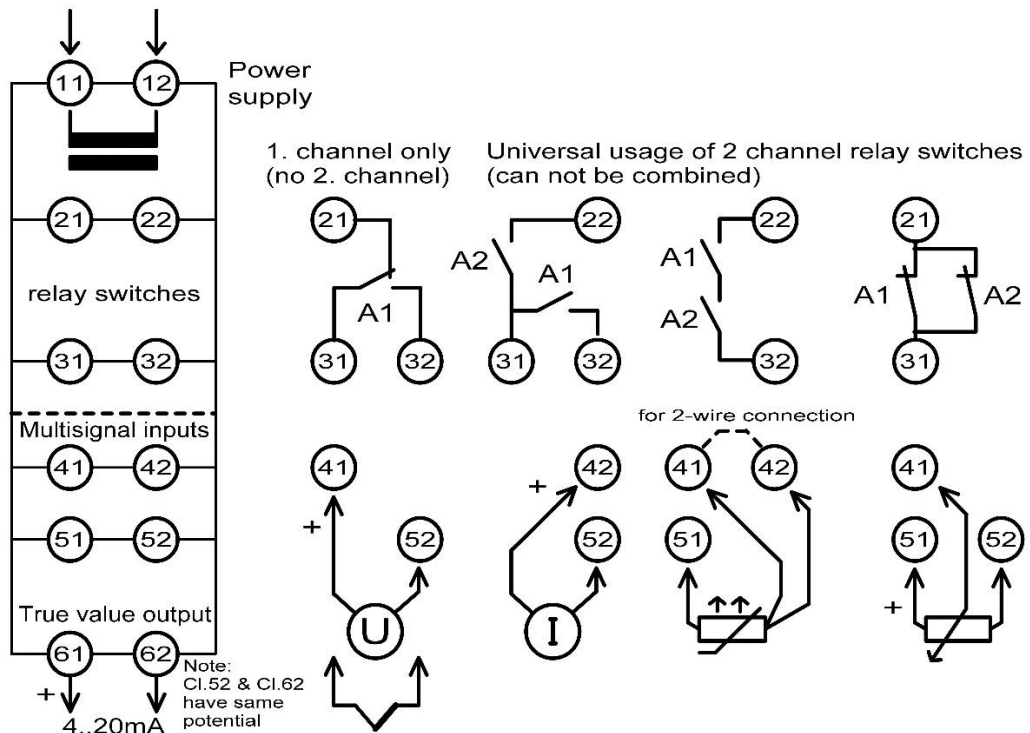 11 12 Power
supply
1. channel only
(no 2. channel)
Universal usage of 2 channel relay switches
(can not be combined)
21 22
21
22
22
21
relay switches
A1
A2
A1
A1
A2
A1
A2
31 32
31 32
31 32
32
31
Multisignal inputs
for 2-wire connection
41 42
41
+
42
+
41 42
41
51 52
52
52
51
51 52
+
True value output
U
I
61 62
Note:
Cl.52 & Cl.62
have same
potential
+
4..20mA